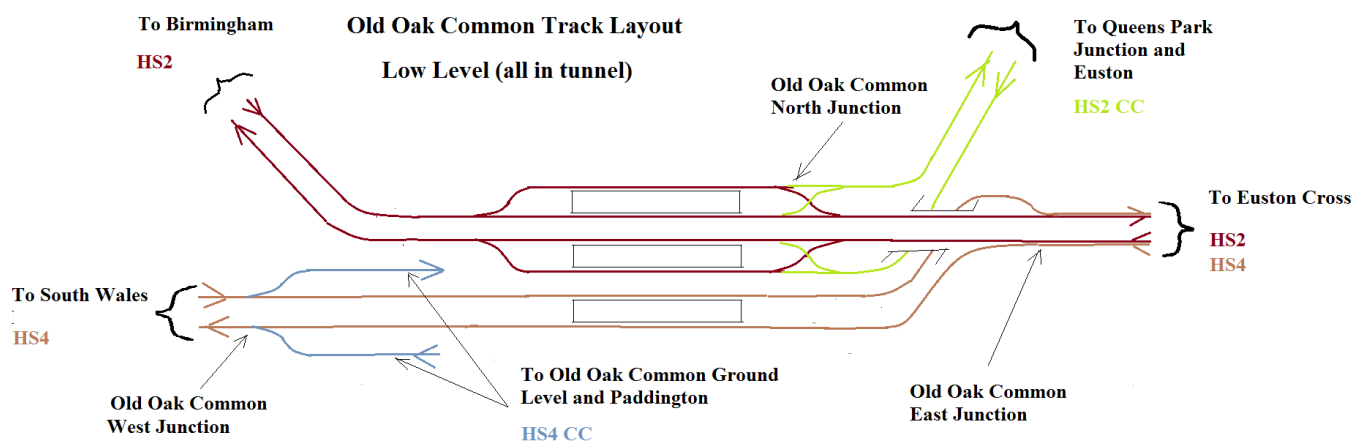 Old Oak Common Track Layout
Low Level (all in tunnel)
To Birmingham
HS2
To Queens Park
Junction and
Euston
HS2 CC
Old Oak Common
North Junction
To Euston Cross
HS2
HS4
To South Wales
HS4
Old Oak Common
West Junction
To Old Oak Common Ground
Level and Paddington
HS4 CC
Old Oak Common
East Junction